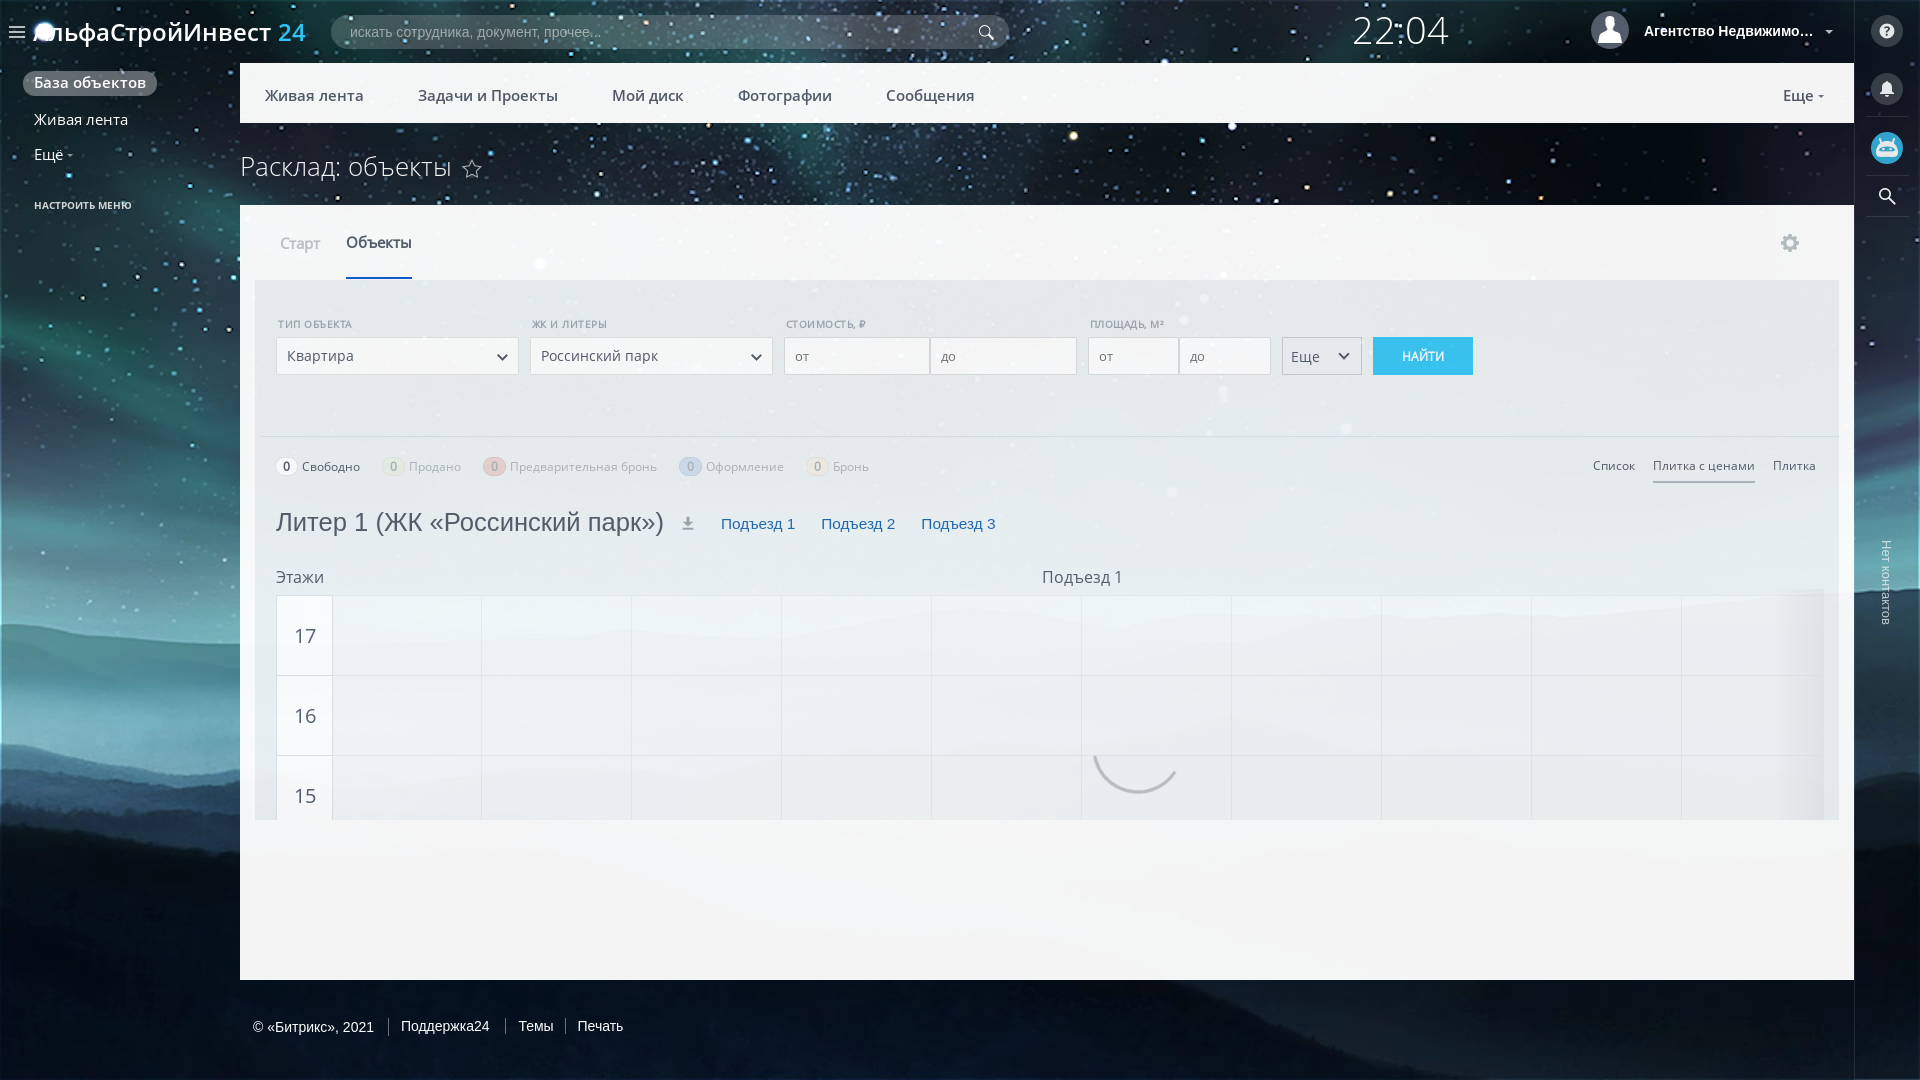 АльфаСтройИнвест 24
искать сотрудника, документ, прочее...
22:04
Агентство Недвижимо...
База объектов
Живая лента
Ещё
НАСТРОИТЬ МЕНЮ
Живая лента Задачи и Проекты Мой диск Фотографии Сообщения Еще
Расклад: объекты
Старт Объекты
ТИП ОБЪЕКТА ЖК И ЛИТЕРЫ СТОИМОСТЬ, ₽ ПЛОЩАДЬ, М²
Квартира Россинский парк от до от до Еще НАЙТИ
0 Свободно 0 Продано 0 Предварительная бронь 0 Оформление 0 Бронь Список Плитка с ценами Плитка
Литер 1 (ЖК «Россинский парк») Подъезд 1 Подъезд 2 Подъезд 3
Этажи Подъезд 1
17
16
15
Нет контактов
© «Битрикс», 2021 Поддержка24 Темы Печать